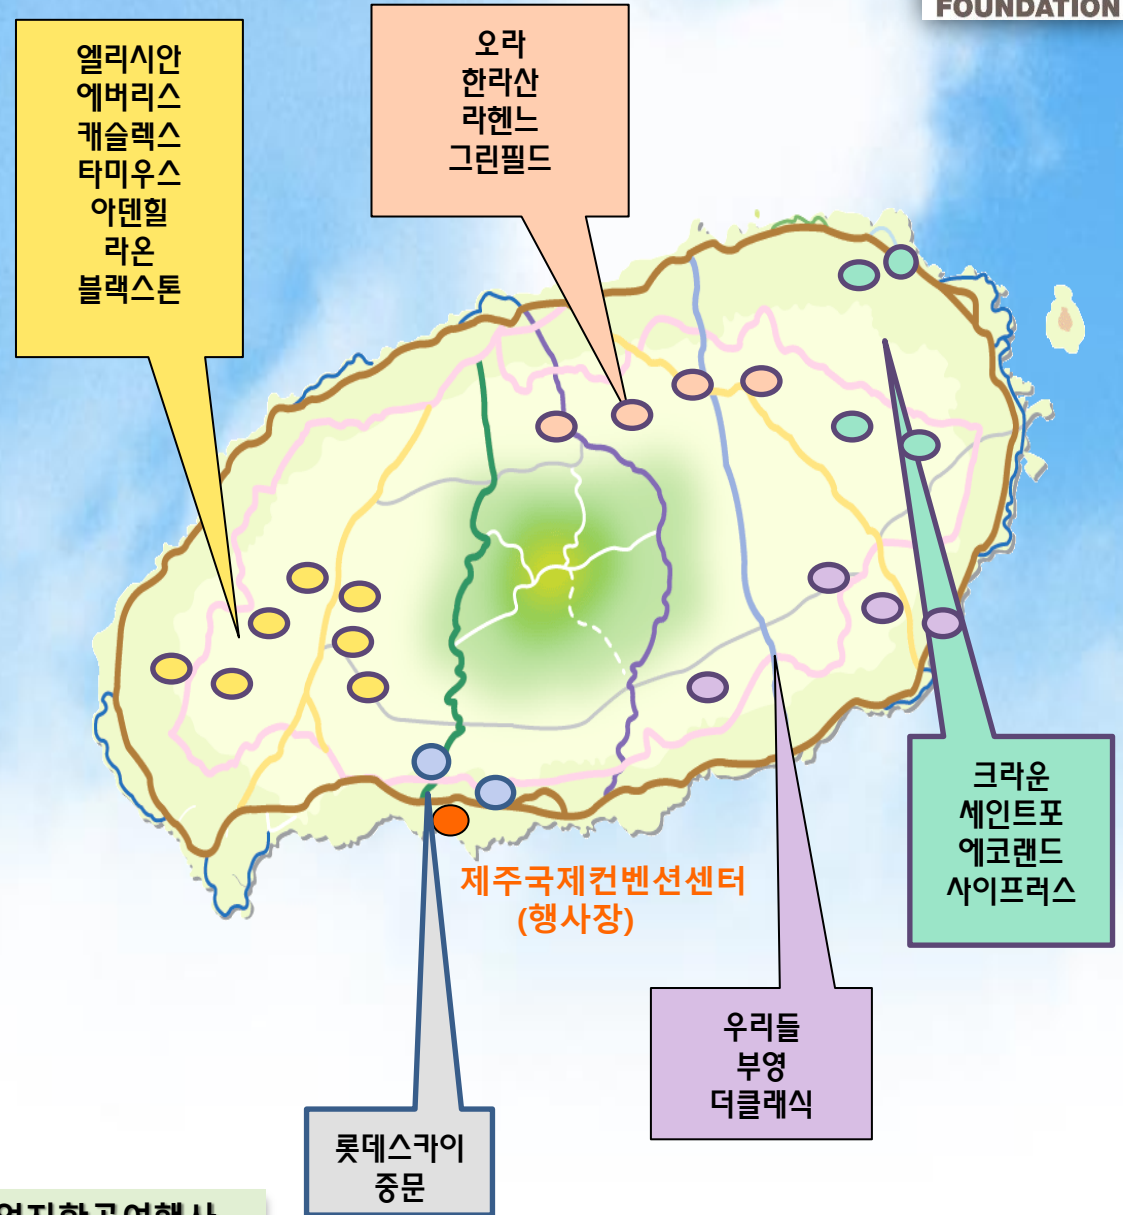 FOUNDATION
엘리시안
에버리스
캐슬렉스
타미우스
아덴힐
라온
블랙스톤
오라
한라산
라헨느
그린필드
제주국제컨벤션센터
(행사장)
크라운
세인트포
에코랜드
사이프러스
우리들
부영
더클래식
롯데스카이
중문